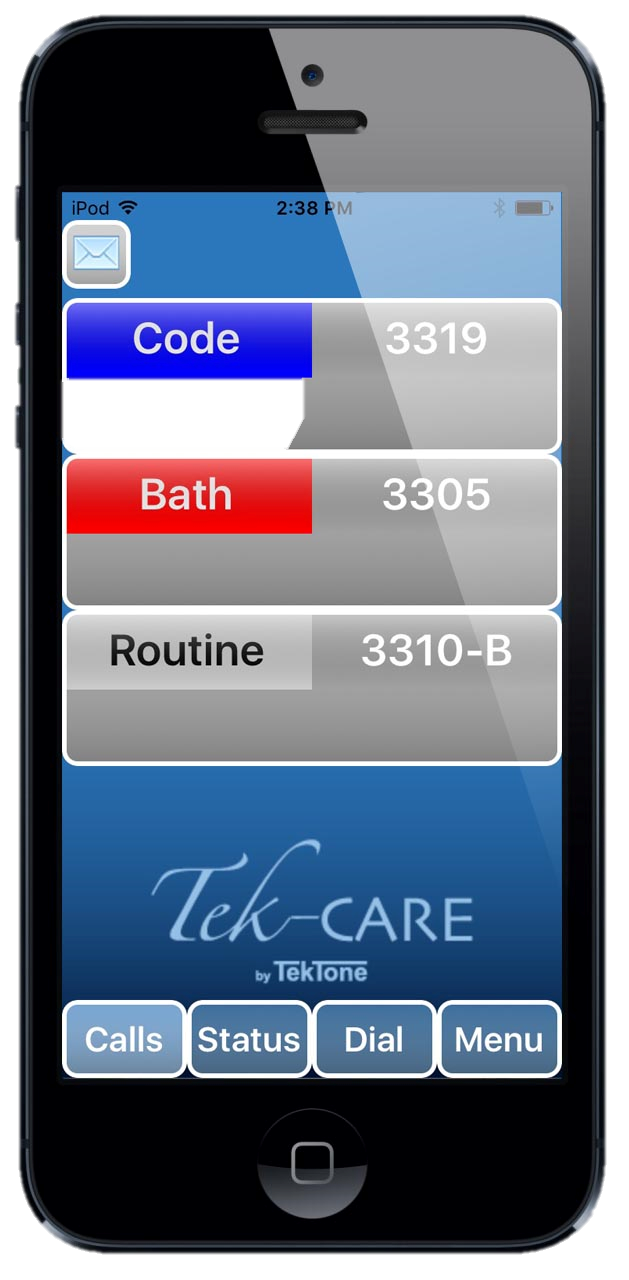 iPod 2:38 PM
Code 3319
Bath 3305
Routine 3310-B
Tek-CARE
by TekTone
Calls Status Dial Menu